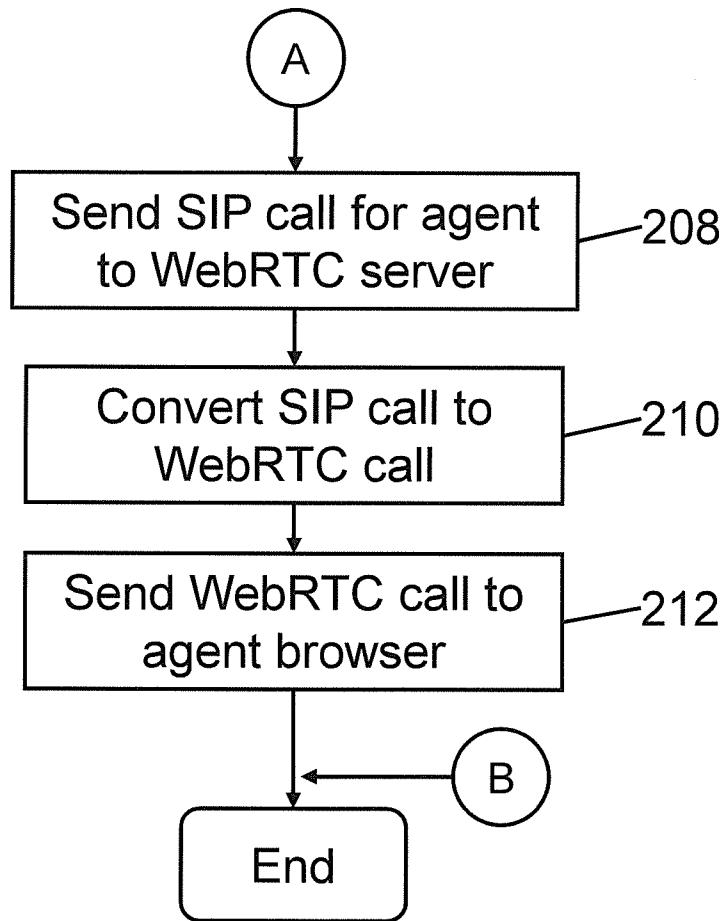 A
Send SIP call for agent
to WebRTC server
208
Convert SIP call to
WebRTC call
210
Send WebRTC call to
agent browser
212
B
End